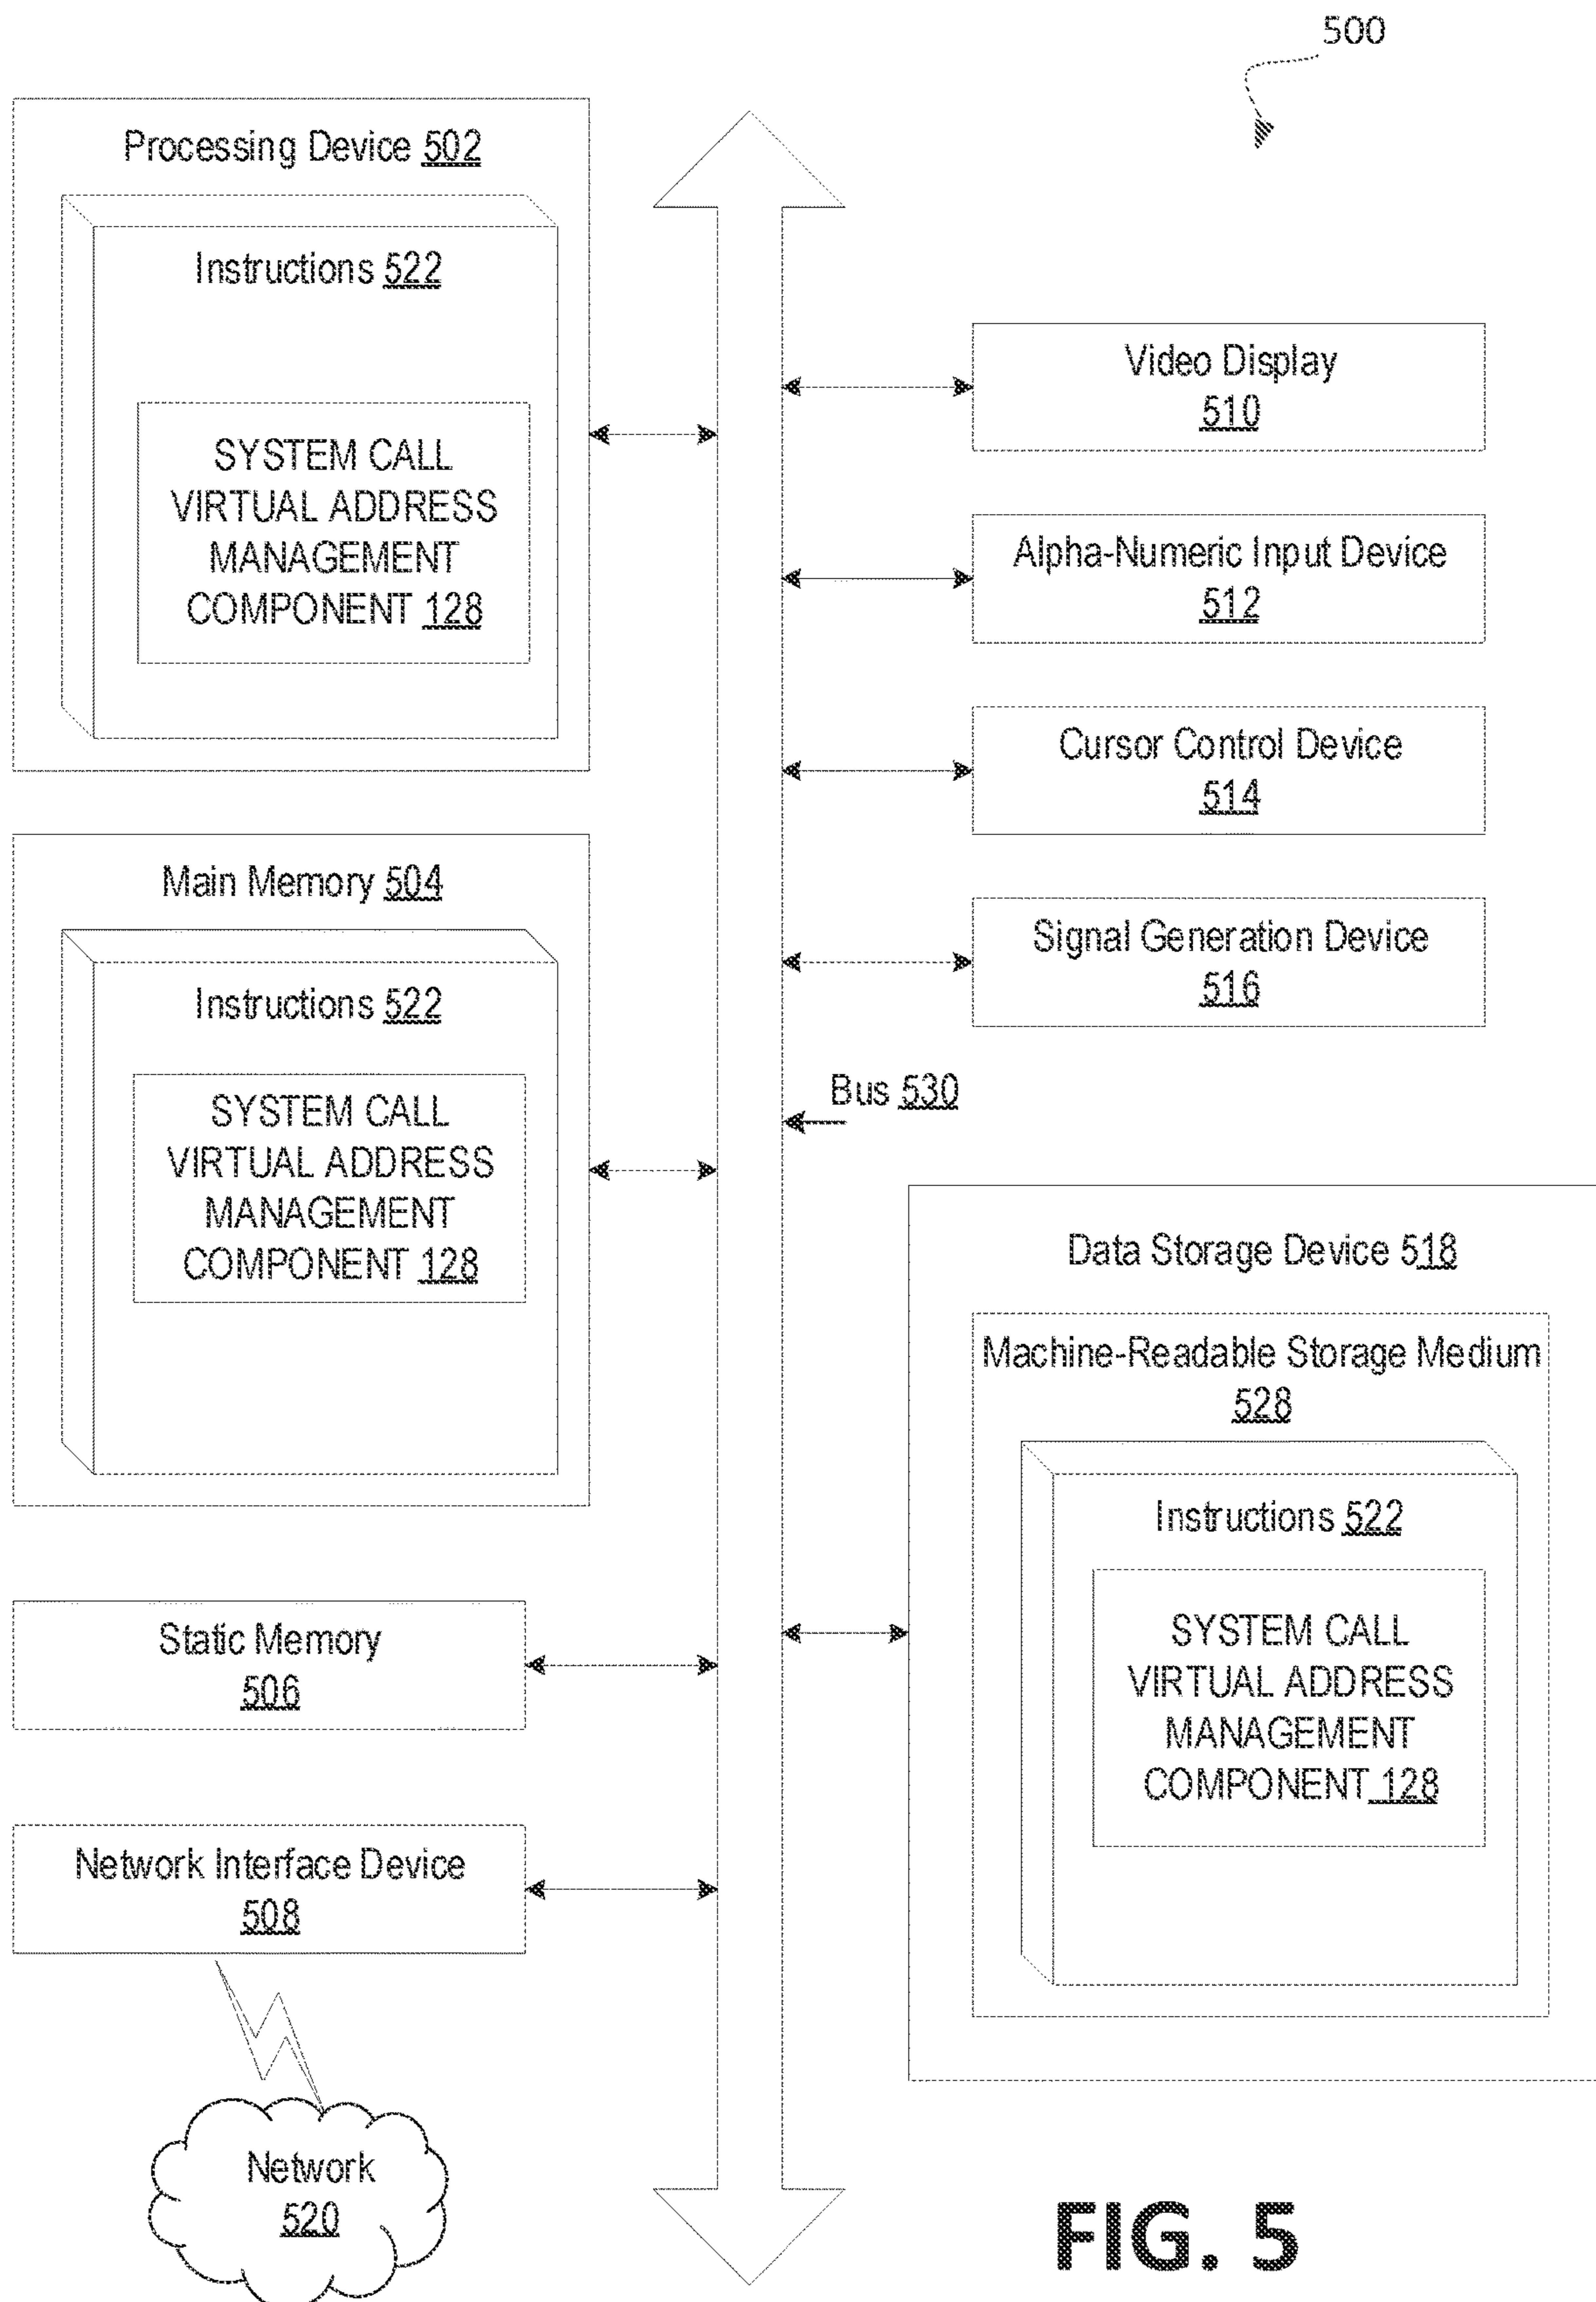 500
Processing Device 502
Instructions 522
SYSTEM CALL
VIRTUAL ADDRESS
MANAGEMENT
COMPONENT 128
Main Memory 504
Instructions 522
SYSTEM CALL
VIRTUAL ADDRESS
MANAGEMENT
COMPONENT 128
Static Memory
506
Network Interface Device
508
Network
520
Video Display
510
Alpha-Numeric Input Device
512
Cursor Control Device
514
Signal Generation Device
516
Bus 530
Data Storage Device 518
Machine-Readable Storage Medium
528
Instructions 522
SYSTEM CALL
VIRTUAL ADDRESS
MANAGEMENT
COMPONENT 128
FIG. 5